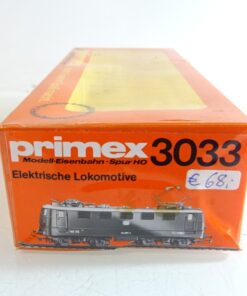 primex 3033
Modell-Eisenbahn · Spur HO
€ 68,-
Elektrische Lokomotive